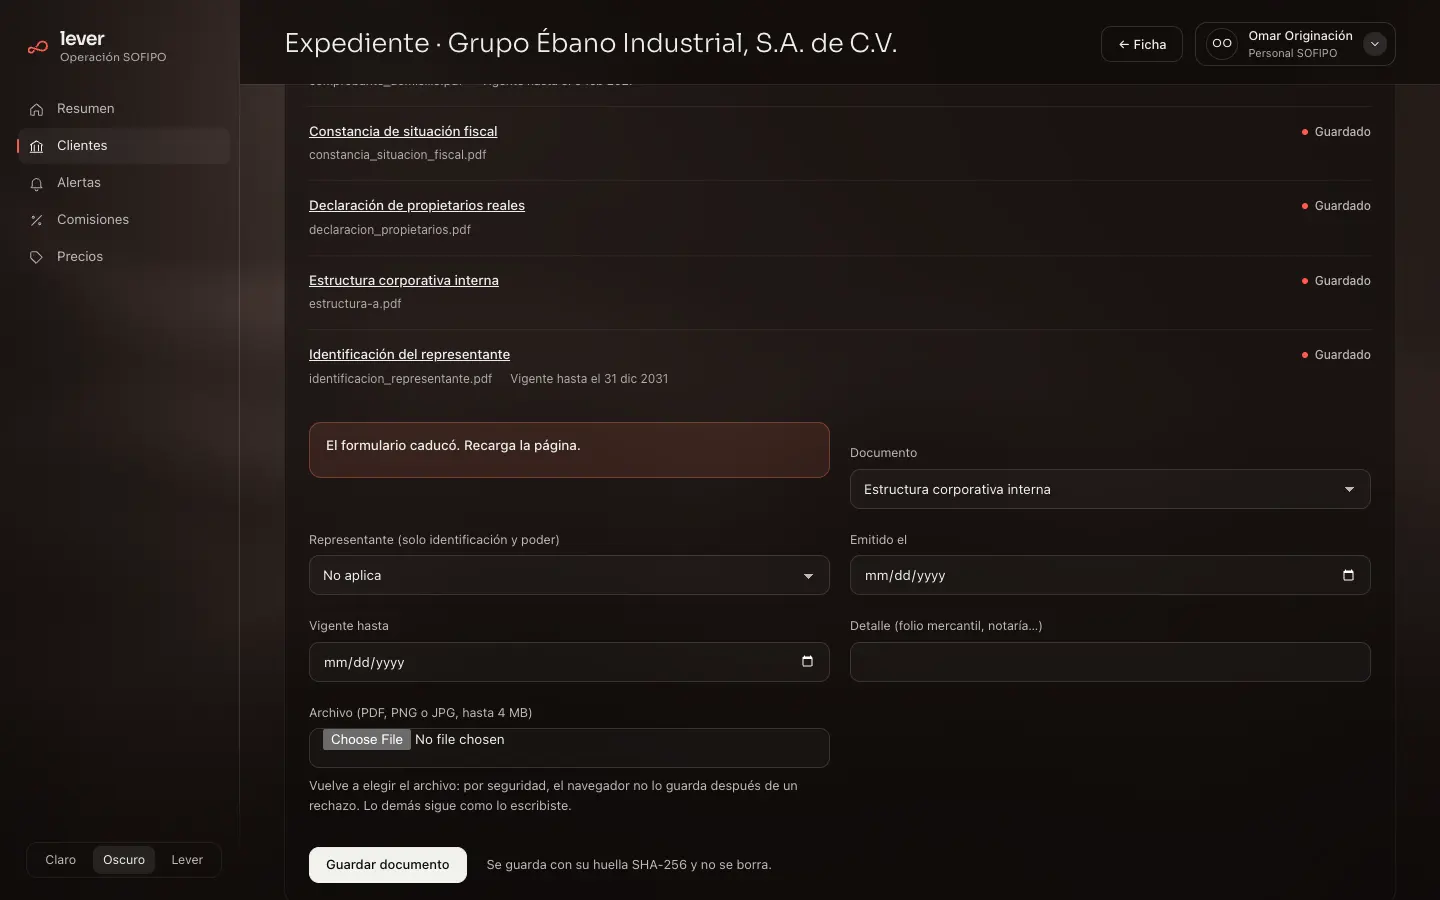 lever
Operación SOFIPO
Resumen
Clientes
Alertas
Comisiones
Precios
Claro
Oscuro
Lever
Expediente · Grupo Ébano Industrial, S.A. de C.V.
← Ficha
OO
Omar Originación
Personal SOFIPO
Constancia de situación fiscal
Guardado
constancia_situacion_fiscal.pdf
Declaración de propietarios reales
Guardado
declaracion_propietarios.pdf
Estructura corporativa interna
Guardado
estructura-a.pdf
Identificación del representante
Guardado
identificacion_representante.pdf Vigente hasta el 31 dic 2031
El formulario caducó. Recarga la página.
Documento
Estructura corporativa interna
Representante (solo identificación y poder)
No aplica
Emitido el
mm/dd/yyyy
Vigente hasta
mm/dd/yyyy
Detalle (folio mercantil, notaría…)
Archivo (PDF, PNG o JPG, hasta 4 MB)
Choose File No file chosen
Vuelve a elegir el archivo: por seguridad, el navegador no lo guarda después de un
rechazo. Lo demás sigue como lo escribiste.
Guardar documento
Se guarda con su huella SHA-256 y no se borra.